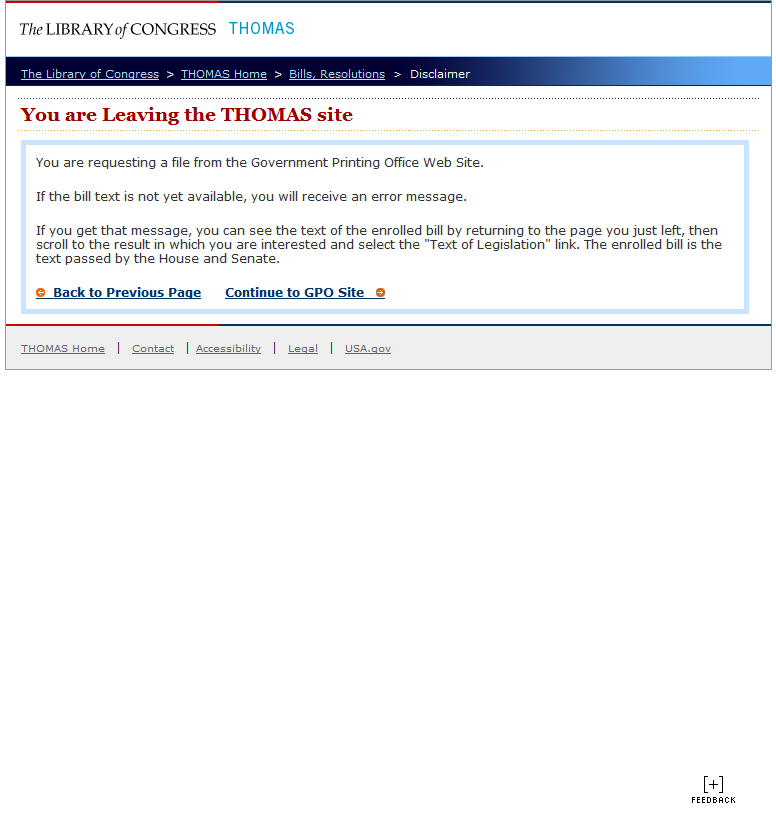 The LIBRARY of CONGRESS THOMAS
The Library of Congress > THOMAS Home > Bills, Resolutions > Disclaimer
You are Leaving the THOMAS site
You are requesting a file from the Government Printing Office Web Site.
If the bill text is not yet available, you will receive an error message.
If you get that message, you can see the text of the enrolled bill by returning to the page you just left, then
scroll to the result in which you are interested and select the "Text of Legislation" link. The enrolled bill is the
text passed by the House and Senate.
Back to Previous Page Continue to GPO Site
THOMAS Home | Contact | Accessibility | Legal | USA.gov
[+]
FEEDBACK